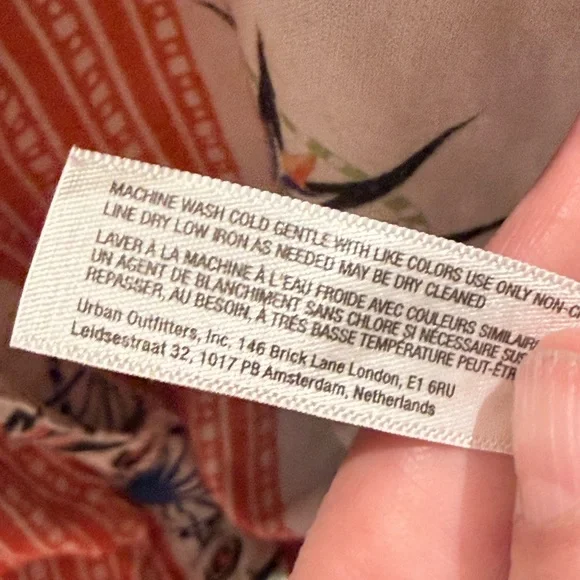 MACHINE WASH COLD GENTLE WITH LIKE COLORS USE ONLY NON-C
LINE DRY LOW IRON AS NEEDED MAY BE DRY CLEANED
LAVER À LA MACHINE À L'EAU FROIDE AVEC COULEURS SIMILAIR
UN AGENT DE BLANCHIMENT SANS CHLORE SI NÉCESSAIRE SUS
REPASSER, AU BESOIN, À TRÈS BASSE TEMPÉRATURE PEUT-ÊTR
Urban Outfitters, Inc. 146 Brick Lane London, E1 6RU
Leidsestraat 32, 1017 PB Amsterdam, Netherlands